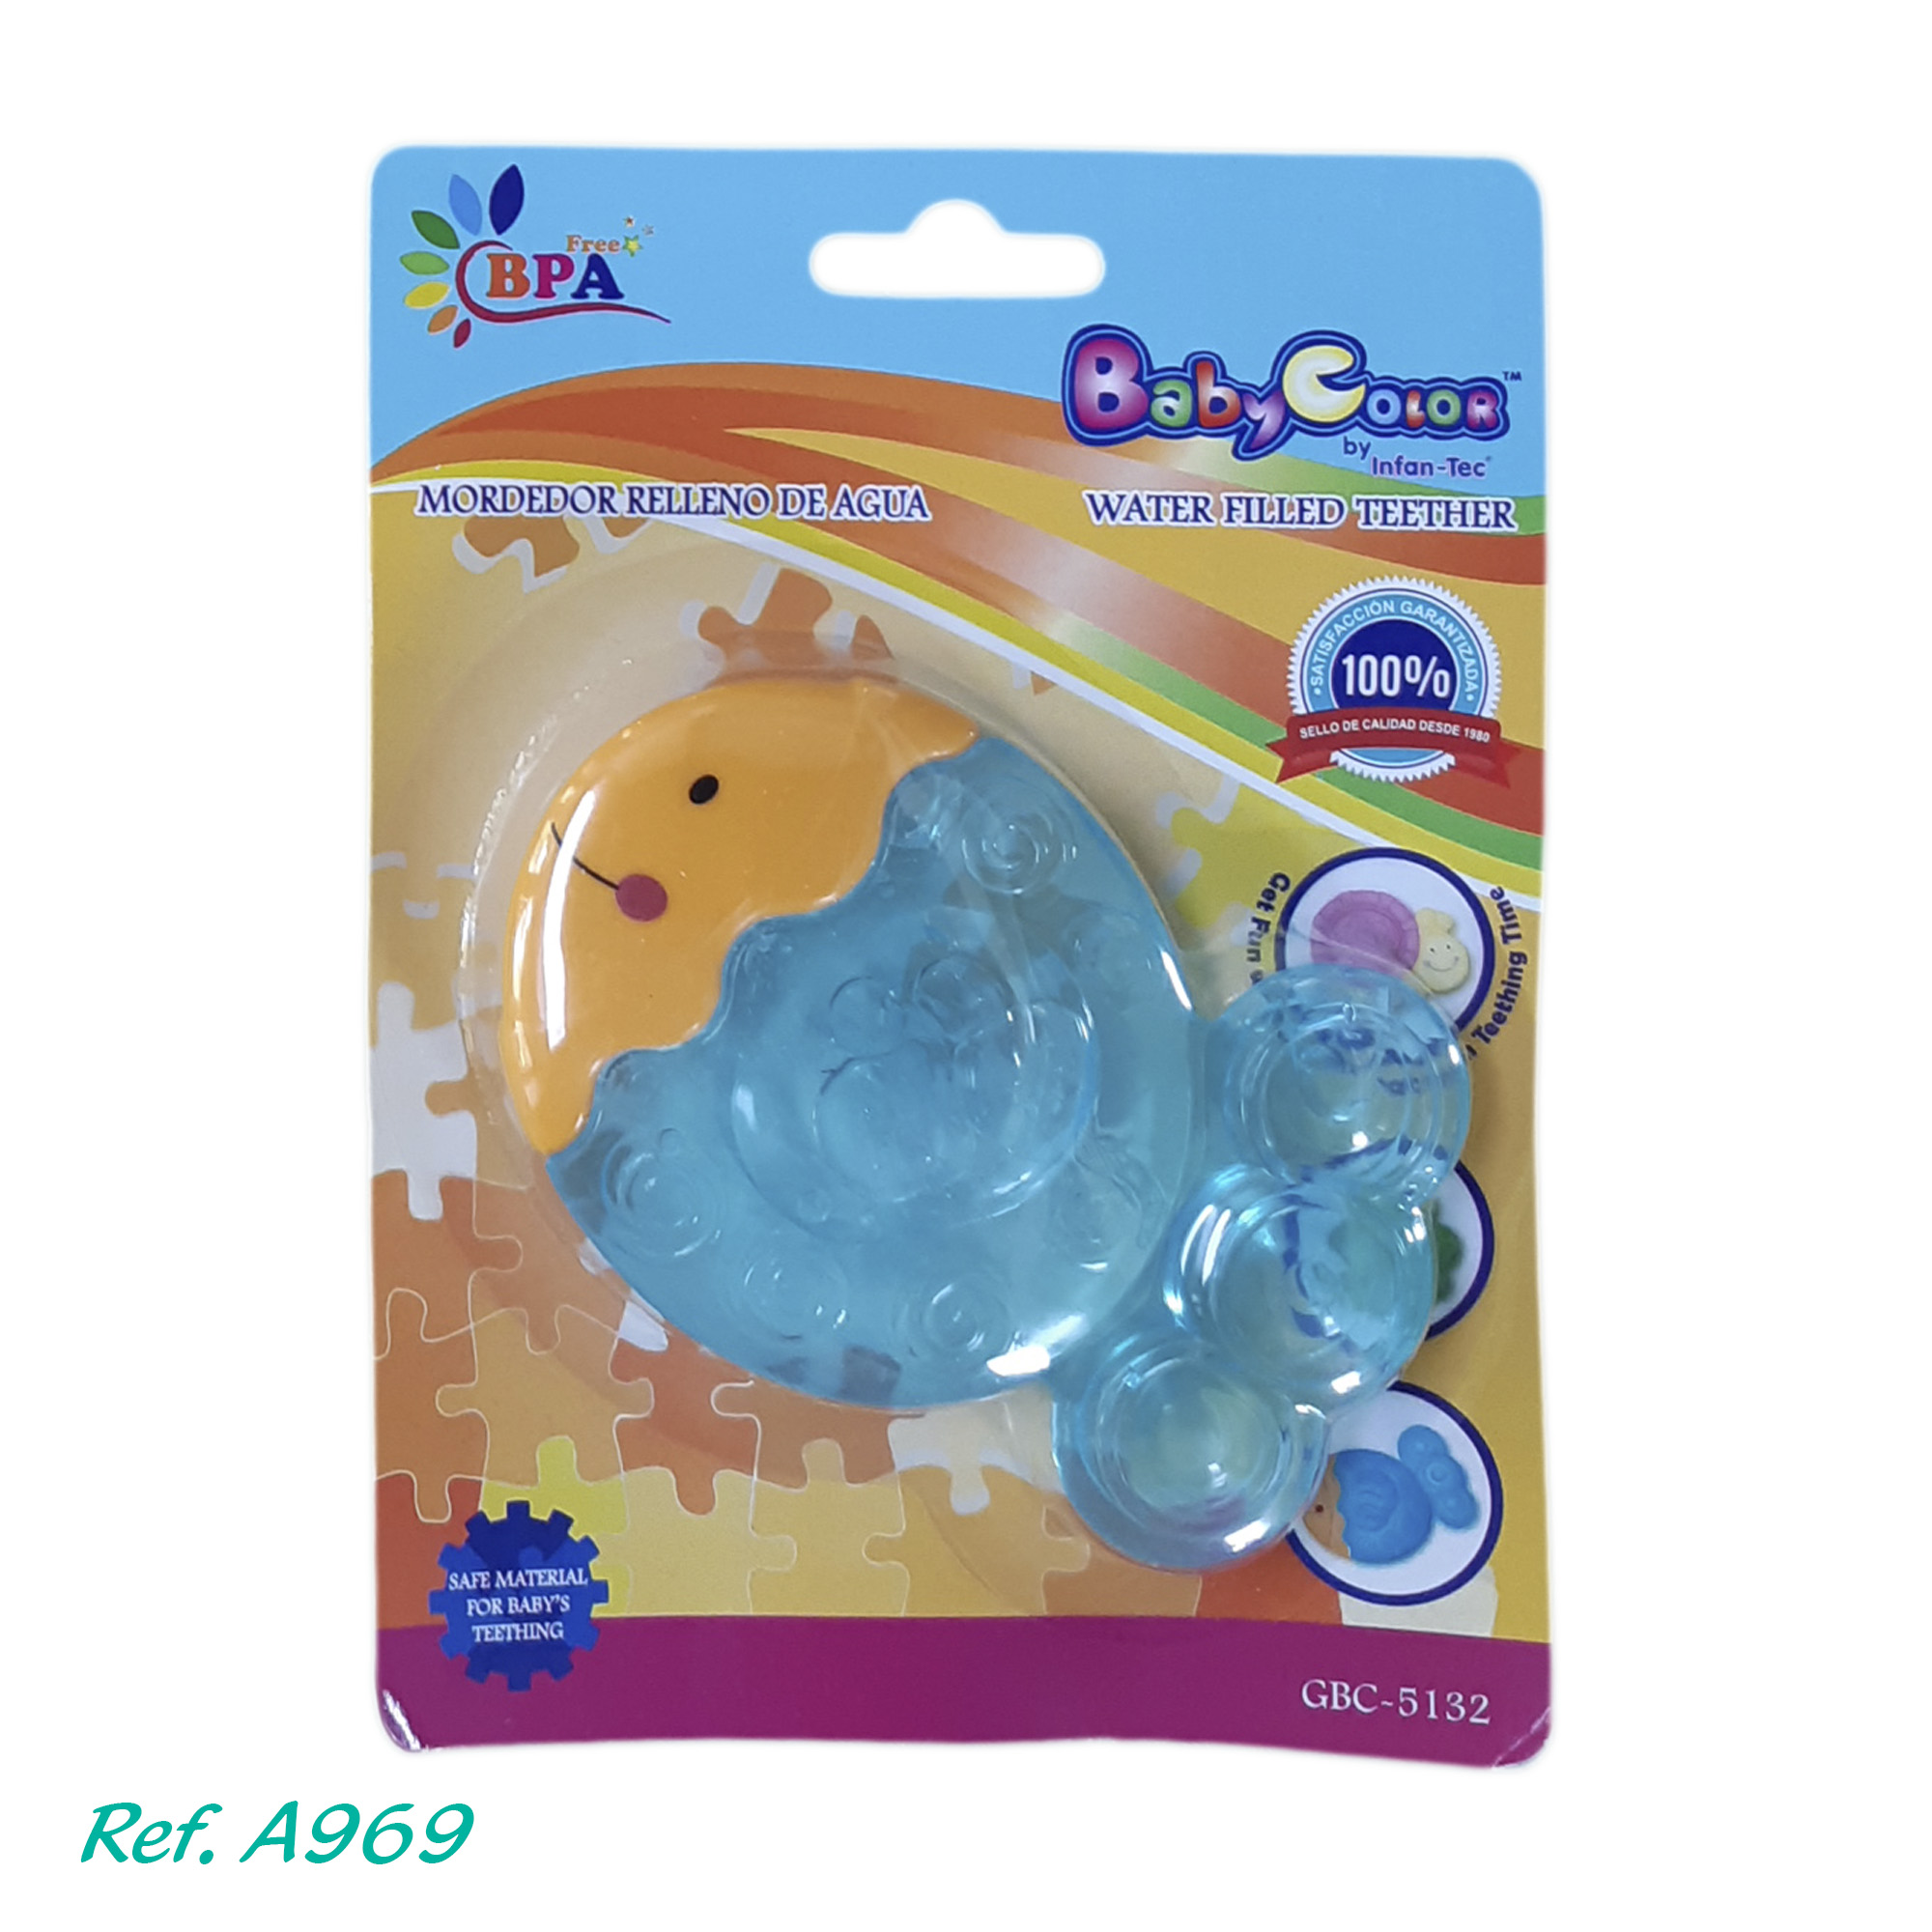 Free
BPA
BabyColor™
by
Infan-Tec®
MORDEDOR RELLENO DE AGUA
WATER FILLED TEETHER
SATISFACCIÓN GARANTIZADA
100%
SELLO DE CALIDAD DESDE 1980
Get Fun
Teething Time
SAFE MATERIAL
FOR BABY'S
TEETHING
GBC-5132
Ref. A969